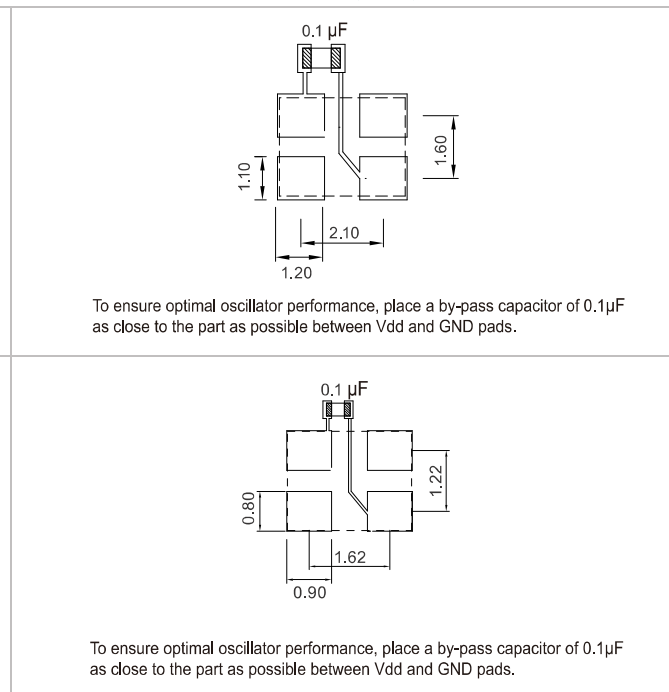 0.1 µF
1.60
1.10
2.10
1.20
To ensure optimal oscillator performance, place a by-pass capacitor of 0.1µF
as close to the part as possible between Vdd and GND pads.
0.1 µF
1.22
0.80
1.62
0.90
To ensure optimal oscillator performance, place a by-pass capacitor of 0.1µF
as close to the part as possible between Vdd and GND pads.